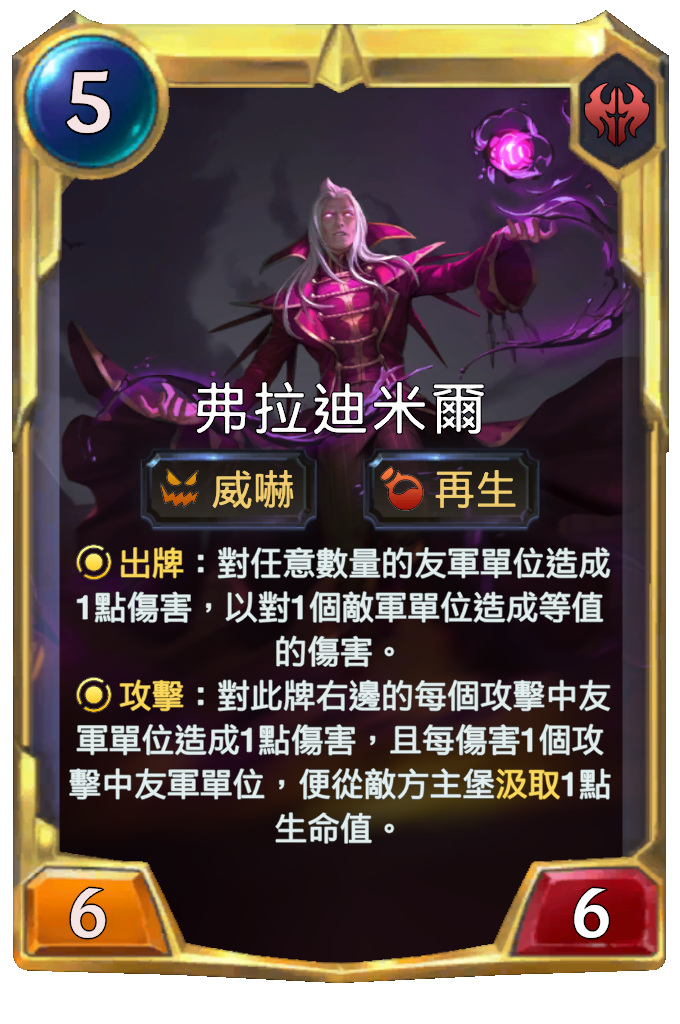 5
弗拉迪米爾
威嚇 再生
出牌：對任意數量的友軍單位造成
1點傷害，以對1個敵軍單位造成等值
的傷害。
攻擊：對此牌右邊的每個攻擊中友
軍單位造成1點傷害，且每傷害1個攻
擊中友軍單位，便從敵方主堡汲取1點
生命值。
6 6